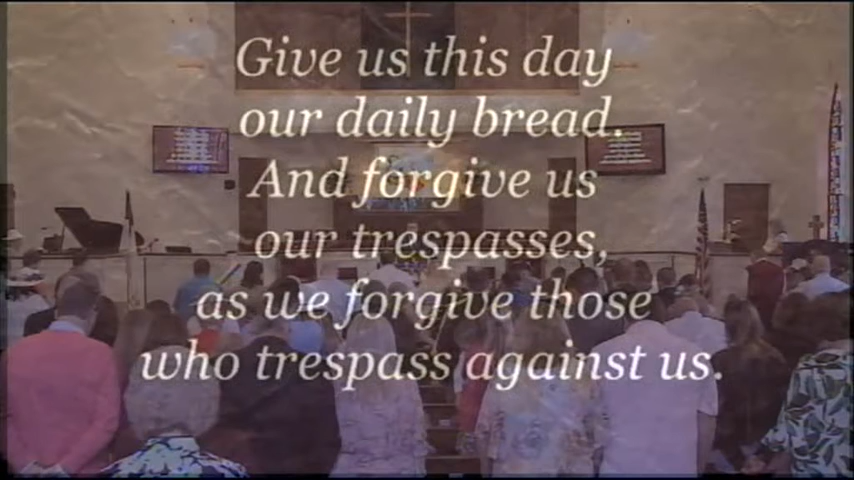 Give us this day
our daily bread.
And forgive us
our trespasses,
as we forgive those
who trespass against us.